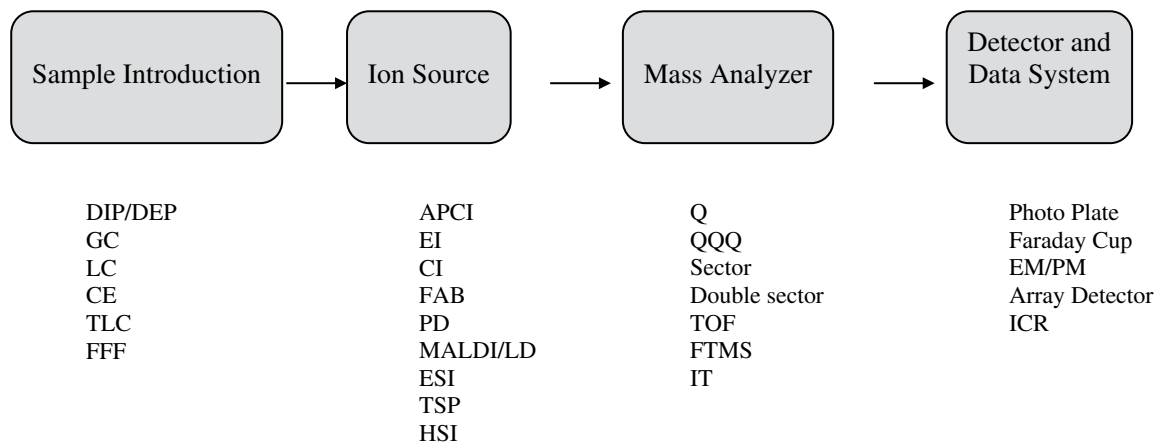 Sample Introduction
Ion Source
Mass Analyzer
Detector and
Data System
DIP/DEP
GC
LC
CE
TLC
FFF
APCI
EI
CI
FAB
PD
MALDI/LD
ESI
TSP
HSI
Q
QQQ
Sector
Double sector
TOF
FTMS
IT
Photo Plate
Faraday Cup
EM/PM
Array Detector
ICR